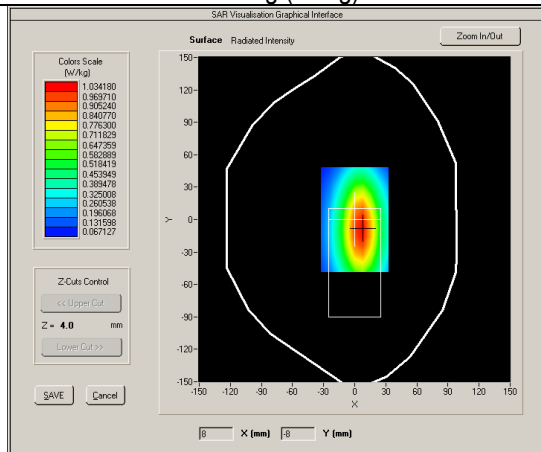 SAR Visualisation Graphical Interface
Surface Radiated Intensity
Zoom In/Out
Colors Scale
(W/kg)
1.034180
0.969710
0.905240
0.840770
0.776300
0.711829
0.647359
0.582889
0.518419
0.453949
0.389478
0.325008
0.260538
0.196068
0.131598
0.067127
Z-Cuts Control
<< Upper Cut
Z = 4.0 mm
Lower Cut >>
SAVE Cancel
Y
150-
120-
90-
60-
30-
0-
-30-
-60-
-90-
-120-
-150-
-150 -120 -90 -60 -30 0 30 60 90 120 150
X
8 X (mm) -8 Y (mm)